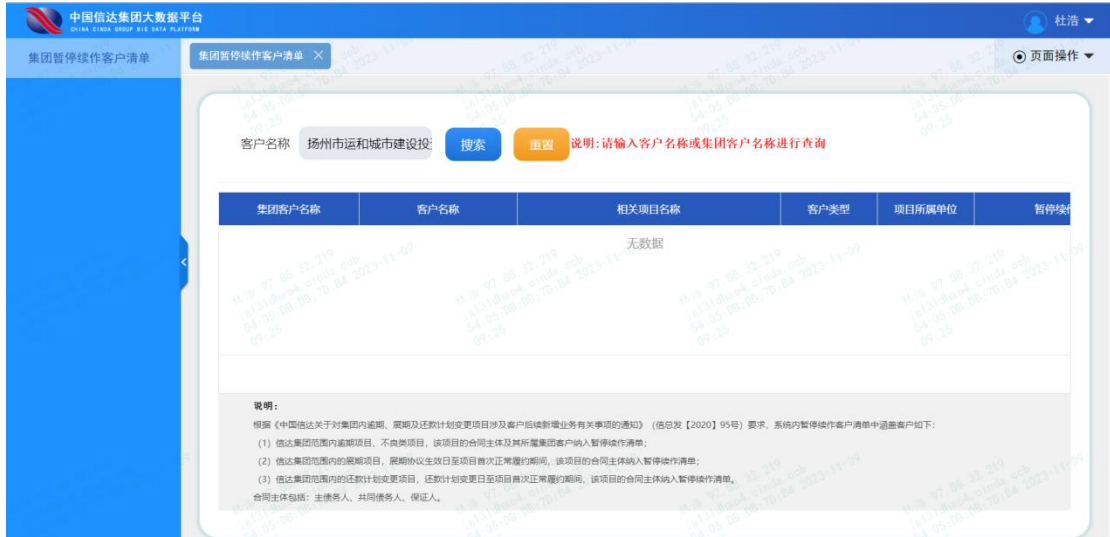 中国信达集团大数据平台
CHINA CINDA GROUP BIG DATA PLATFORM
杜浩
集团暂停续作客户清单
集团暂停续作客户清单
页面操作
客户名称 扬州市运和城市建设投 搜索 重置 说明:请输入客户名称或集团客户名称进行查询
集团客户名称 客户名称 相关项目名称 客户类型 项目所属单位 暂停续作
无数据
说明:
根据《中国信达关于对集团内逾期、展期及还款计划变更项目涉及客户后续新增业务有关事项的通知》(信总发【2020】95号)要求,系统内暂停续作客户清单中涵盖客户如下:
(1) 信达集团范围内逾期项目、不良类项目,该项目的合同主体及其所属集团客户纳入暂停续作清单;
(2) 信达集团范围内的展期项目,展期协议生效日至项目首次正常履约期间,该项目的合同主体纳入暂停续作清单;
(3) 信达集团范围内的还款计划变更项目,还款计划变更日至项目首次正常履约期间,该项目的合同主体纳入暂停续作清单。
合同主体包括:主债务人、共同债务人、保证人。